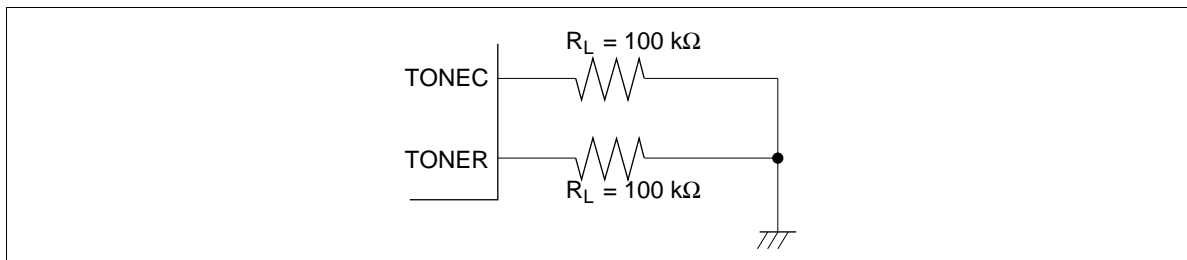 R_L = 100 kΩ
TONEC
TONER
R_L = 100 kΩ